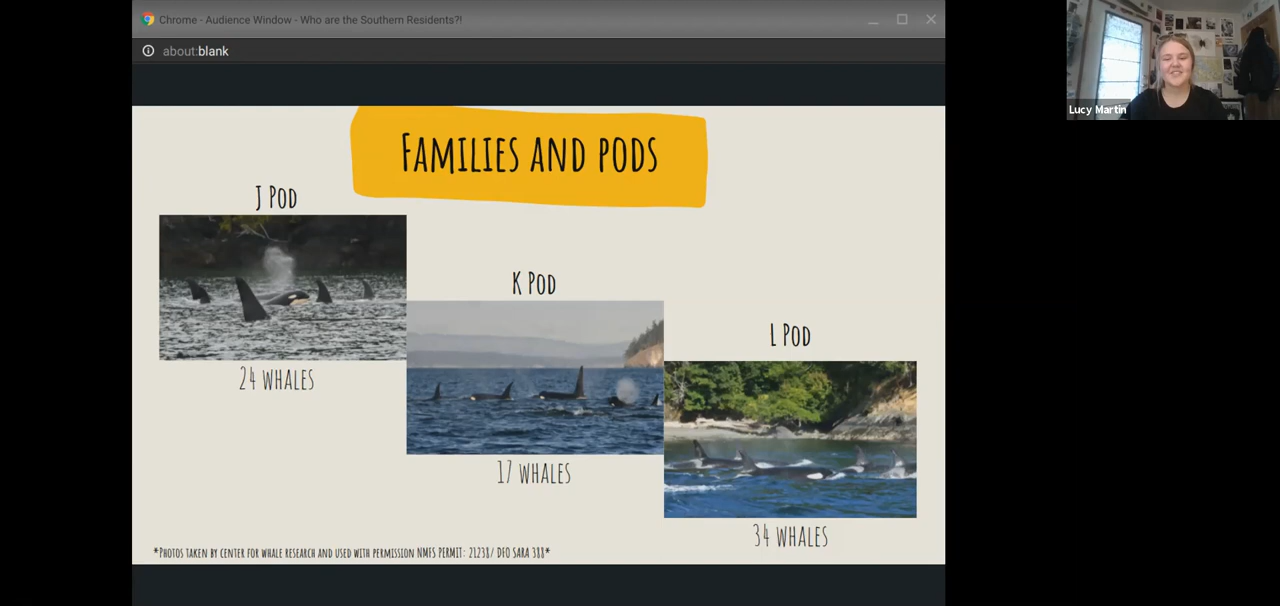 Chrome - Audience Window - Who are the Southern Residents?!
about:blank
Lucy Martin
FAMILIES AND PODS
J POD
24 WHALES
K POD
17 WHALES
L POD
34 WHALES
*PHOTOS TAKEN BY CENTER FOR WHALE RESEARCH AND USED WITH PERMISSION NMFS PERMIT: 21238/ DFO SARA 388*